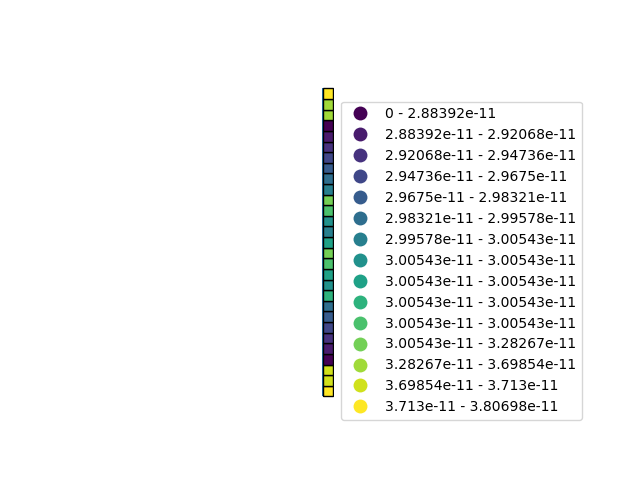 0 - 2.88392e-11
2.88392e-11 - 2.92068e-11
2.92068e-11 - 2.94736e-11
2.94736e-11 - 2.9675e-11
2.9675e-11 - 2.98321e-11
2.98321e-11 - 2.99578e-11
2.99578e-11 - 3.00543e-11
3.00543e-11 - 3.00543e-11
3.00543e-11 - 3.00543e-11
3.00543e-11 - 3.00543e-11
3.00543e-11 - 3.00543e-11
3.00543e-11 - 3.28267e-11
3.28267e-11 - 3.69854e-11
3.69854e-11 - 3.713e-11
3.713e-11 - 3.80698e-11